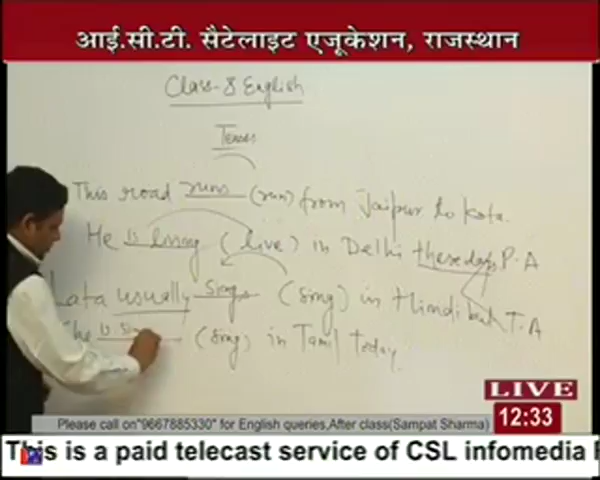 आई.सी.टी. सैटेलाइट एजूकेशन, राजस्थान
Class-8 English
Tenses
This road runs (run) from Jaipur to Kota.
He is living (live) in Delhi these days P.A
Lata usually sings (sing) in Hindi but T.A
She is sin (sing) in Tamil today.
LIVE
12:33
Please call on"9667885330" for English queries,After class(Sampat Sharma)
This is a paid telecast service of CSL infomedia